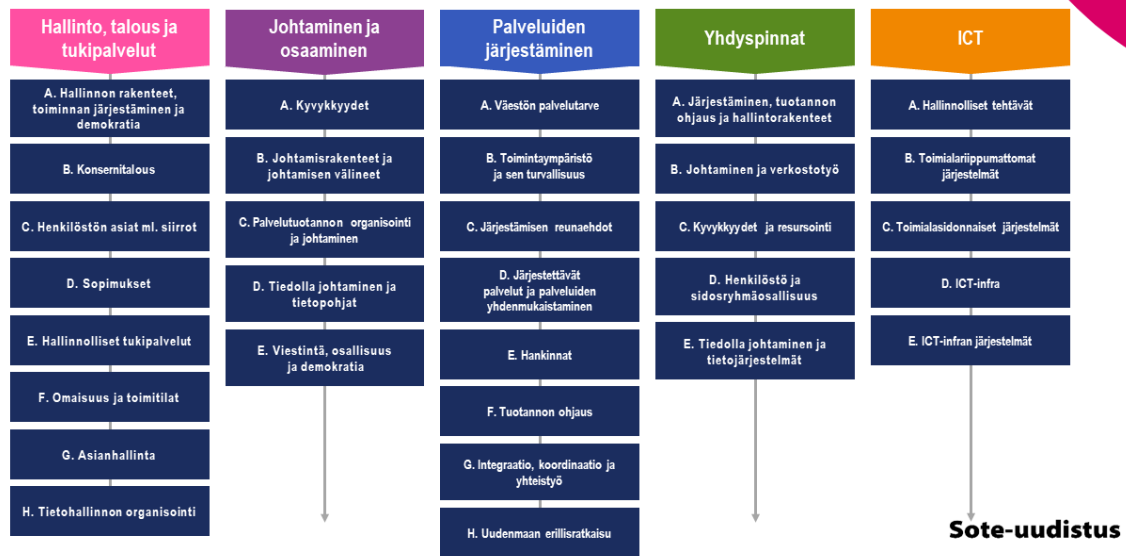 Hallinto, talous ja
tukipalvelut
A. Hallinnon rakenteet,
toiminnan järjestäminen ja
demokratia
B. Konsernitalous
C. Henkilöstön asiat ml. siirrot
D. Sopimukset
E. Hallinnolliset tukipalvelut
F. Omaisuus ja toimitilat
G. Asianhallinta
H. Tietohallinnon organisointi
Johtaminen ja
osaaminen
A. Kyvykkyydet
B. Johtamisrakenteet ja
johtamisen välineet
C. Palvelutuotannon organisointi
ja johtaminen
D. Tiedolla johtaminen ja
tietopohjat
E. Viestintä, osallisuus
ja demokratia
Palveluiden
järjestäminen
A. Väestön palvelutarve
B. Toimintaympäristö
ja sen turvallisuus
C. Järjestämisen reunaehdot
D. Järjestettävät
palvelut ja palveluiden
yhdenmukaistaminen
E. Hankinnat
F. Tuotannon ohjaus
G. Integraatio, koordinaatio ja
yhteistyö
H. Uudenmaan erillisratkaisu
Yhdyspinnat
A. Järjestäminen, tuotannon
ohjaus ja hallintorakenteet
B. Johtaminen ja verkostotyö
C. Kyvykkyydet ja resursointi
D. Henkilöstö ja
sidosryhmäosallisuus
E. Tiedolla johtaminen ja
tietojärjestelmät
ICT
A. Hallinnolliset tehtävät
B. Toimialariippumattomat
järjestelmät
C. Toimialasidonnaiset järjestelmät
D. ICT-infra
E. ICT-infran järjestelmät
Sote-uudistus